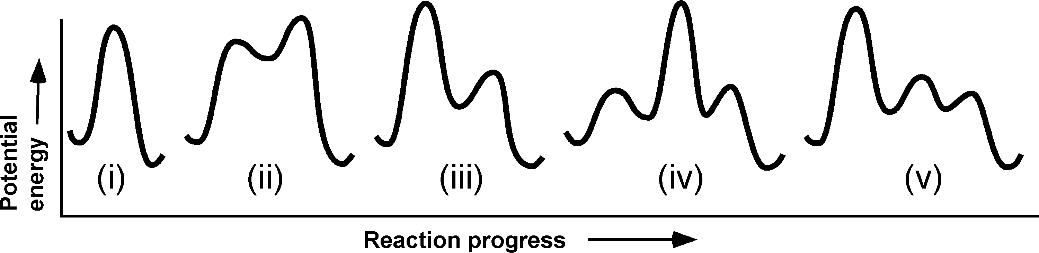 Potential
energy
(i)
(ii)
(iii)
(iv)
(v)
Reaction progress